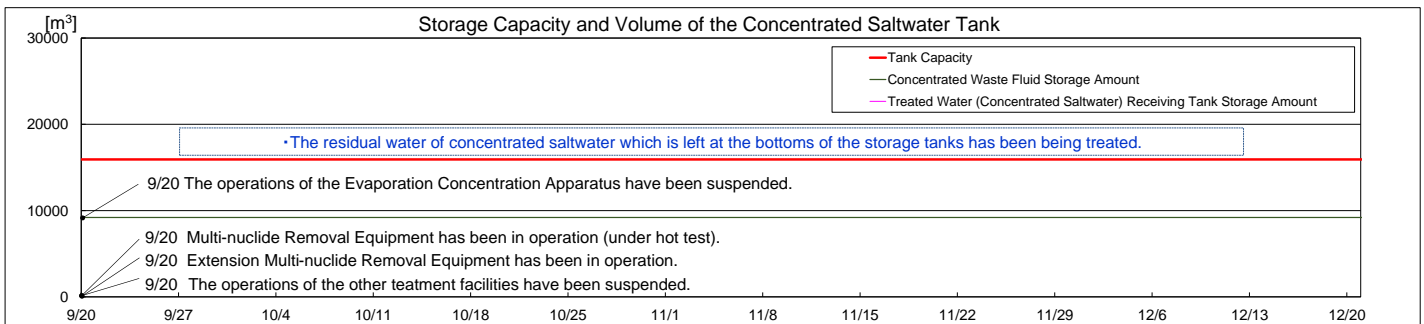 Storage Capacity and Volume of the Concentrated Saltwater Tank
[m³]
30000
Tank Capacity
Concentrated Waste Fluid Storage Amount
Treated Water (Concentrated Saltwater) Receiving Tank Storage Amount
20000
・The residual water of concentrated saltwater which is left at the bottoms of the storage tanks has been being treated.
9/20 The operations of the Evaporation Concentration Apparatus have been suspended.
10000
9/20 Multi-nuclide Removal Equipment has been in operation (under hot test).
9/20 Extension Multi-nuclide Removal Equipment has been in operation.
9/20 The operations of the other teatment facilities have been suspended.
0
9/20 9/27 10/4 10/11 10/18 10/25 11/1 11/8 11/15 11/22 11/29 12/6 12/13 12/20